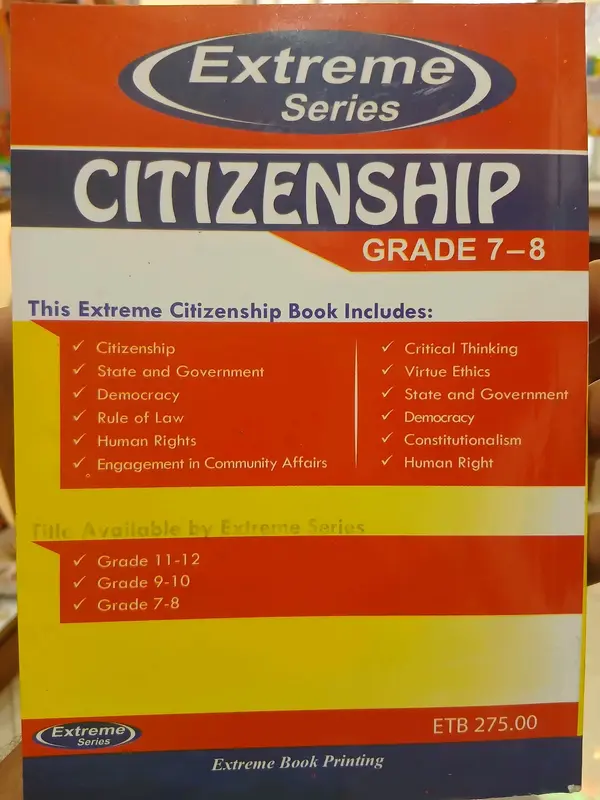 Extreme
Series
CITIZENSHIP
GRADE 7–8
This Extreme Citizenship Book Includes:
✓ Citizenship
✓ State and Government
✓ Democracy
✓ Rule of Law
✓ Human Rights
✓ Engagement in Community Affairs
✓ Critical Thinking
✓ Virtue Ethics
✓ State and Government
✓ Democracy
✓ Constitutionalism
✓ Human Right
Title Available by Extreme Series
✓ Grade 11-12
✓ Grade 9-10
✓ Grade 7-8
Extreme
Series
ETB 275.00
Extreme Book Printing